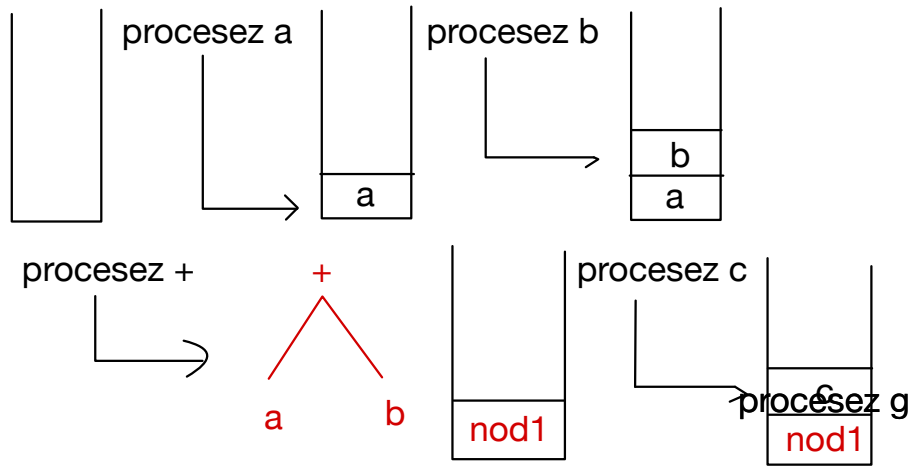 procesez a
procesez b
a
b
a
procesez +
+
a
b
nod1
procesez c
c
procesez g
nod1